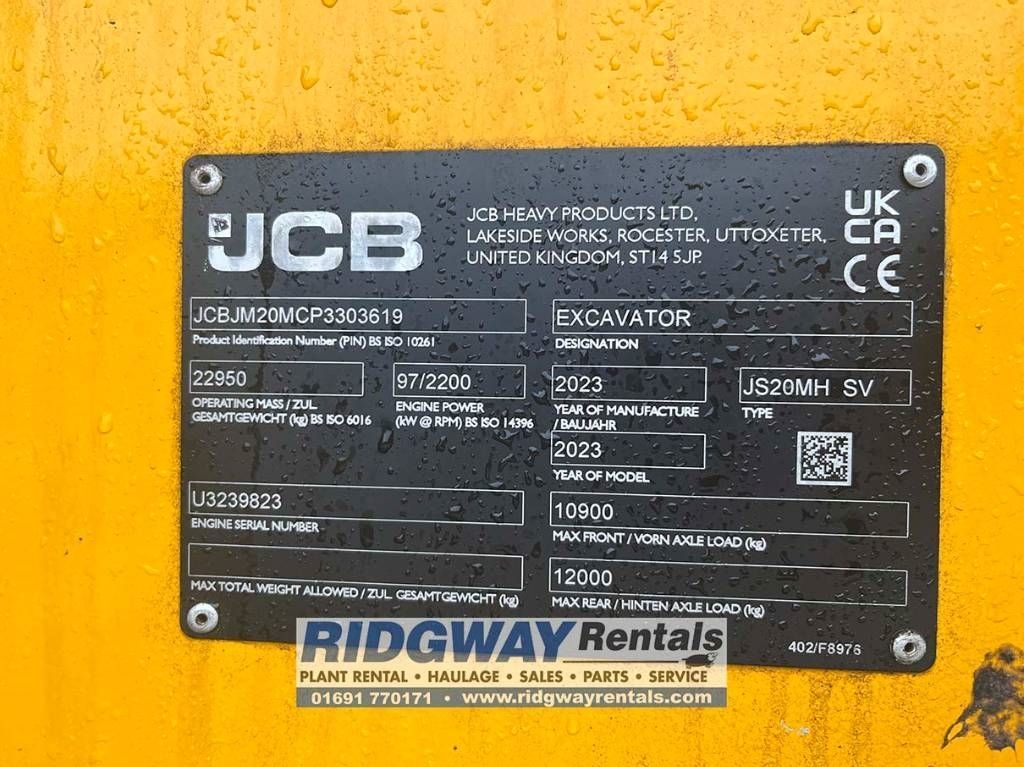 JCB
JCB HEAVY PRODUCTS LTD,
LAKESIDE WORKS, ROCESTER, UTTOXETER,
UNITED KINGDOM, ST14 5JP.
UK
CA
CE
JCBJM20MCP3303619
Product Identification Number (PIN) BS ISO 10261
EXCAVATOR
DESIGNATION
22950
OPERATING MASS / ZUL
GESAMTGEWICHT (kg) BS ISO 6016
97/2200
ENGINE POWER
(kW @ RPM) BS ISO 14396
2023
YEAR OF MANUFACTURE
/ BAUJAHR
JS20MH SV
TYPE
2023
YEAR OF MODEL
U3239823
ENGINE SERIAL NUMBER
10900
MAX FRONT / VORN AXLE LOAD (kg)
MAX TOTAL WEIGHT ALLOWED / ZUL GESAMTGEWICHT (kg)
12000
MAX REAR / HINTEN AXLE LOAD (kg)
402/F8976
RIDGWAY Rentals
PLANT RENTAL • HAULAGE • SALES • PARTS • SERVICE
01691 770171 • www.ridgwayrentals.com